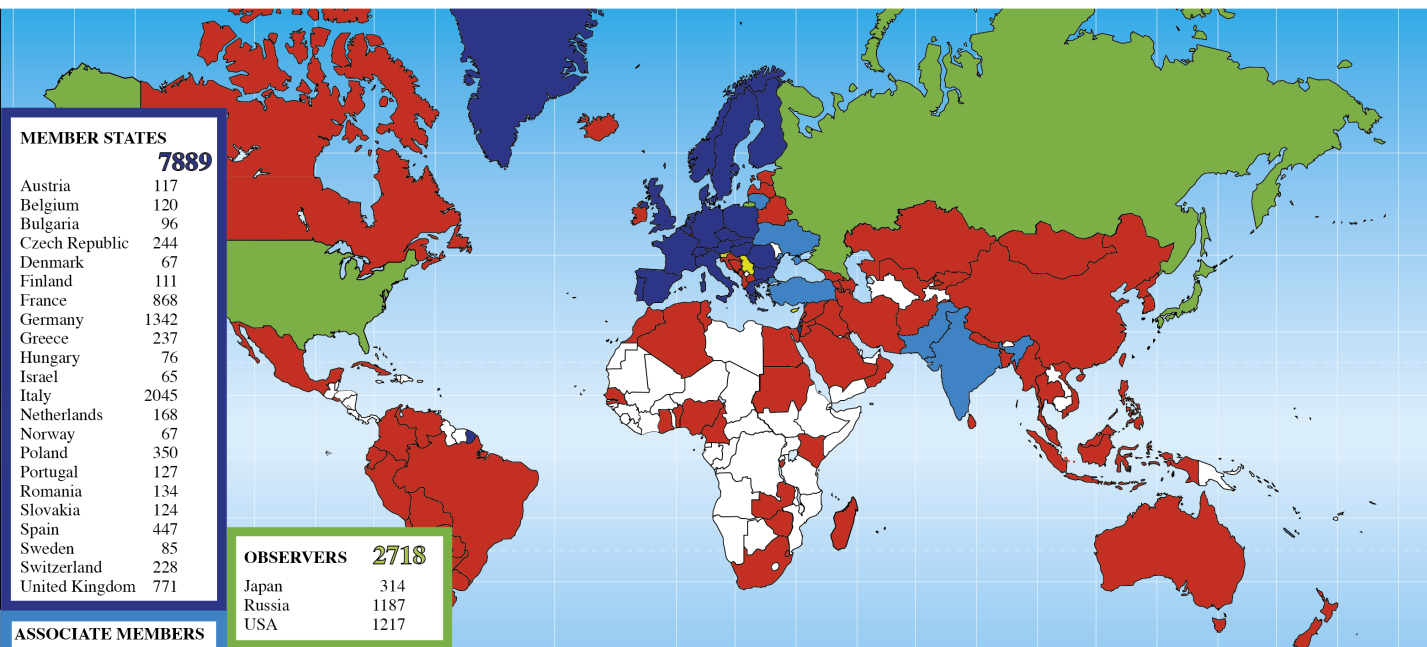 MEMBER STATES
7889
Austria 117
Belgium 120
Bulgaria 96
Czech Republic 244
Denmark 67
Finland 111
France 868
Germany 1342
Greece 237
Hungary 76
Israel 65
Italy 2045
Netherlands 168
Norway 67
Poland 350
Portugal 127
Romania 134
Slovakia 124
Spain 447
Sweden 85
Switzerland 228
United Kingdom 771
ASSOCIATE MEMBERS
OBSERVERS 2718
Japan 314
Russia 1187
USA 1217